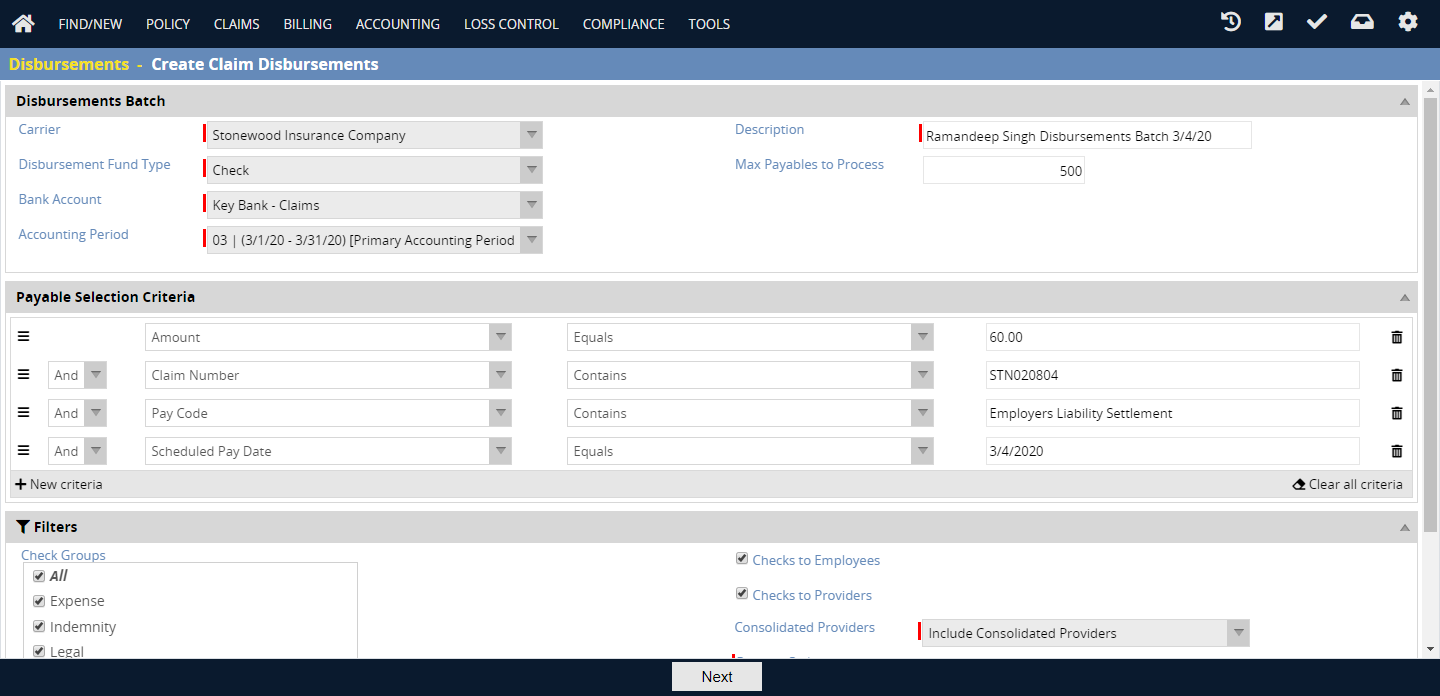 FIND/NEW POLICY CLAIMS BILLING ACCOUNTING LOSS CONTROL COMPLIANCE TOOLS
Disbursements - Create Claim Disbursements
Disbursements Batch
Carrier Stonewood Insurance Company Description Ramandeep Singh Disbursements Batch 3/4/20
Disbursement Fund Type Check Max Payables to Process 500
Bank Account Key Bank - Claims
Accounting Period 03 | (3/1/20 - 3/31/20) [Primary Accounting Period
Payable Selection Criteria
Amount Equals 60.00
And Claim Number Contains STN020804
And Pay Code Contains Employers Liability Settlement
And Scheduled Pay Date Equals 3/4/2020
New criteria Clear all criteria
Filters
Check Groups
All Checks to Employees
Expense Checks to Providers
Indemnity Consolidated Providers Include Consolidated Providers
Legal
Next